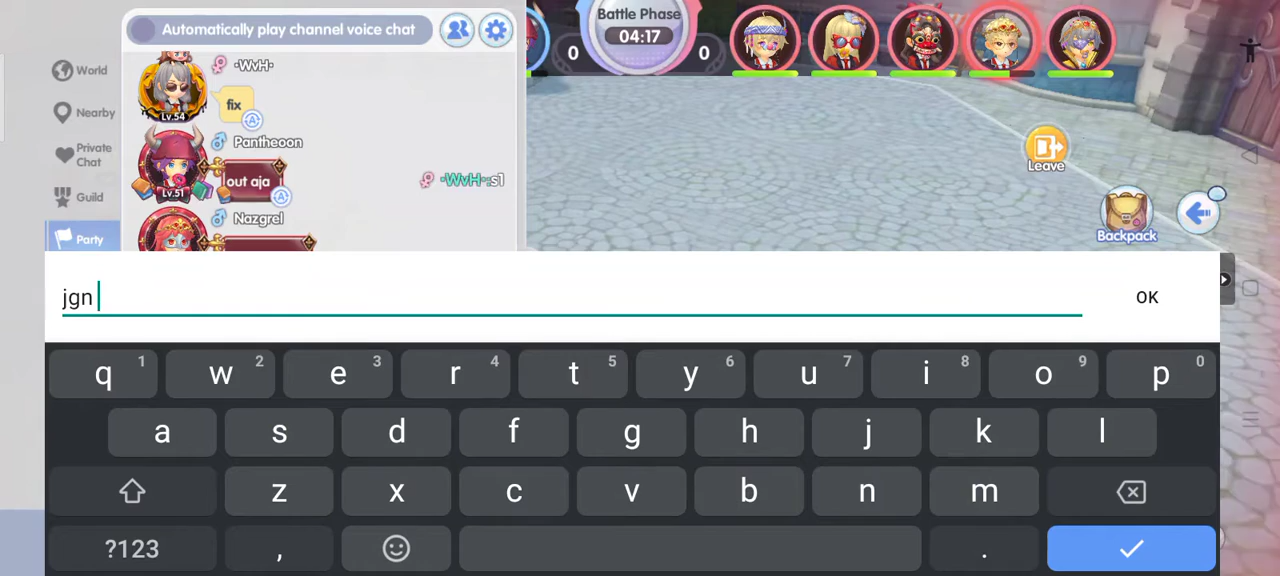 Automatically play channel voice chat
World
Nearby
Private
Chat
Guild
Party
•WvH•
fix
Lv.54
Pantheoon
out aja
Lv.51
Nazgrel
•WvH•:s1
0
Battle Phase
04:17
0
Leave
Backpack
jgn
OK
q 1 w 2 e 3 r 4 t 5 y 6 u 7 i 8 o 9 p 0
a s d f g h j k l
z x c v b n m
?123 , .